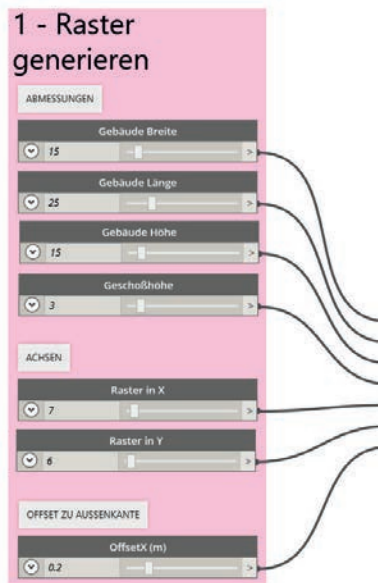 1 - Raster
generieren
ABMESSUNGEN
Gebäude Breite
15 >
Gebäude Länge
25 >
Gebäude Höhe
15 >
Geschoßhöhe
3 >
ACHSEN
Raster in X
7 >
Raster in Y
6 >
OFFSET ZU AUSSENKANTE
OffsetX (m)
0.2 >